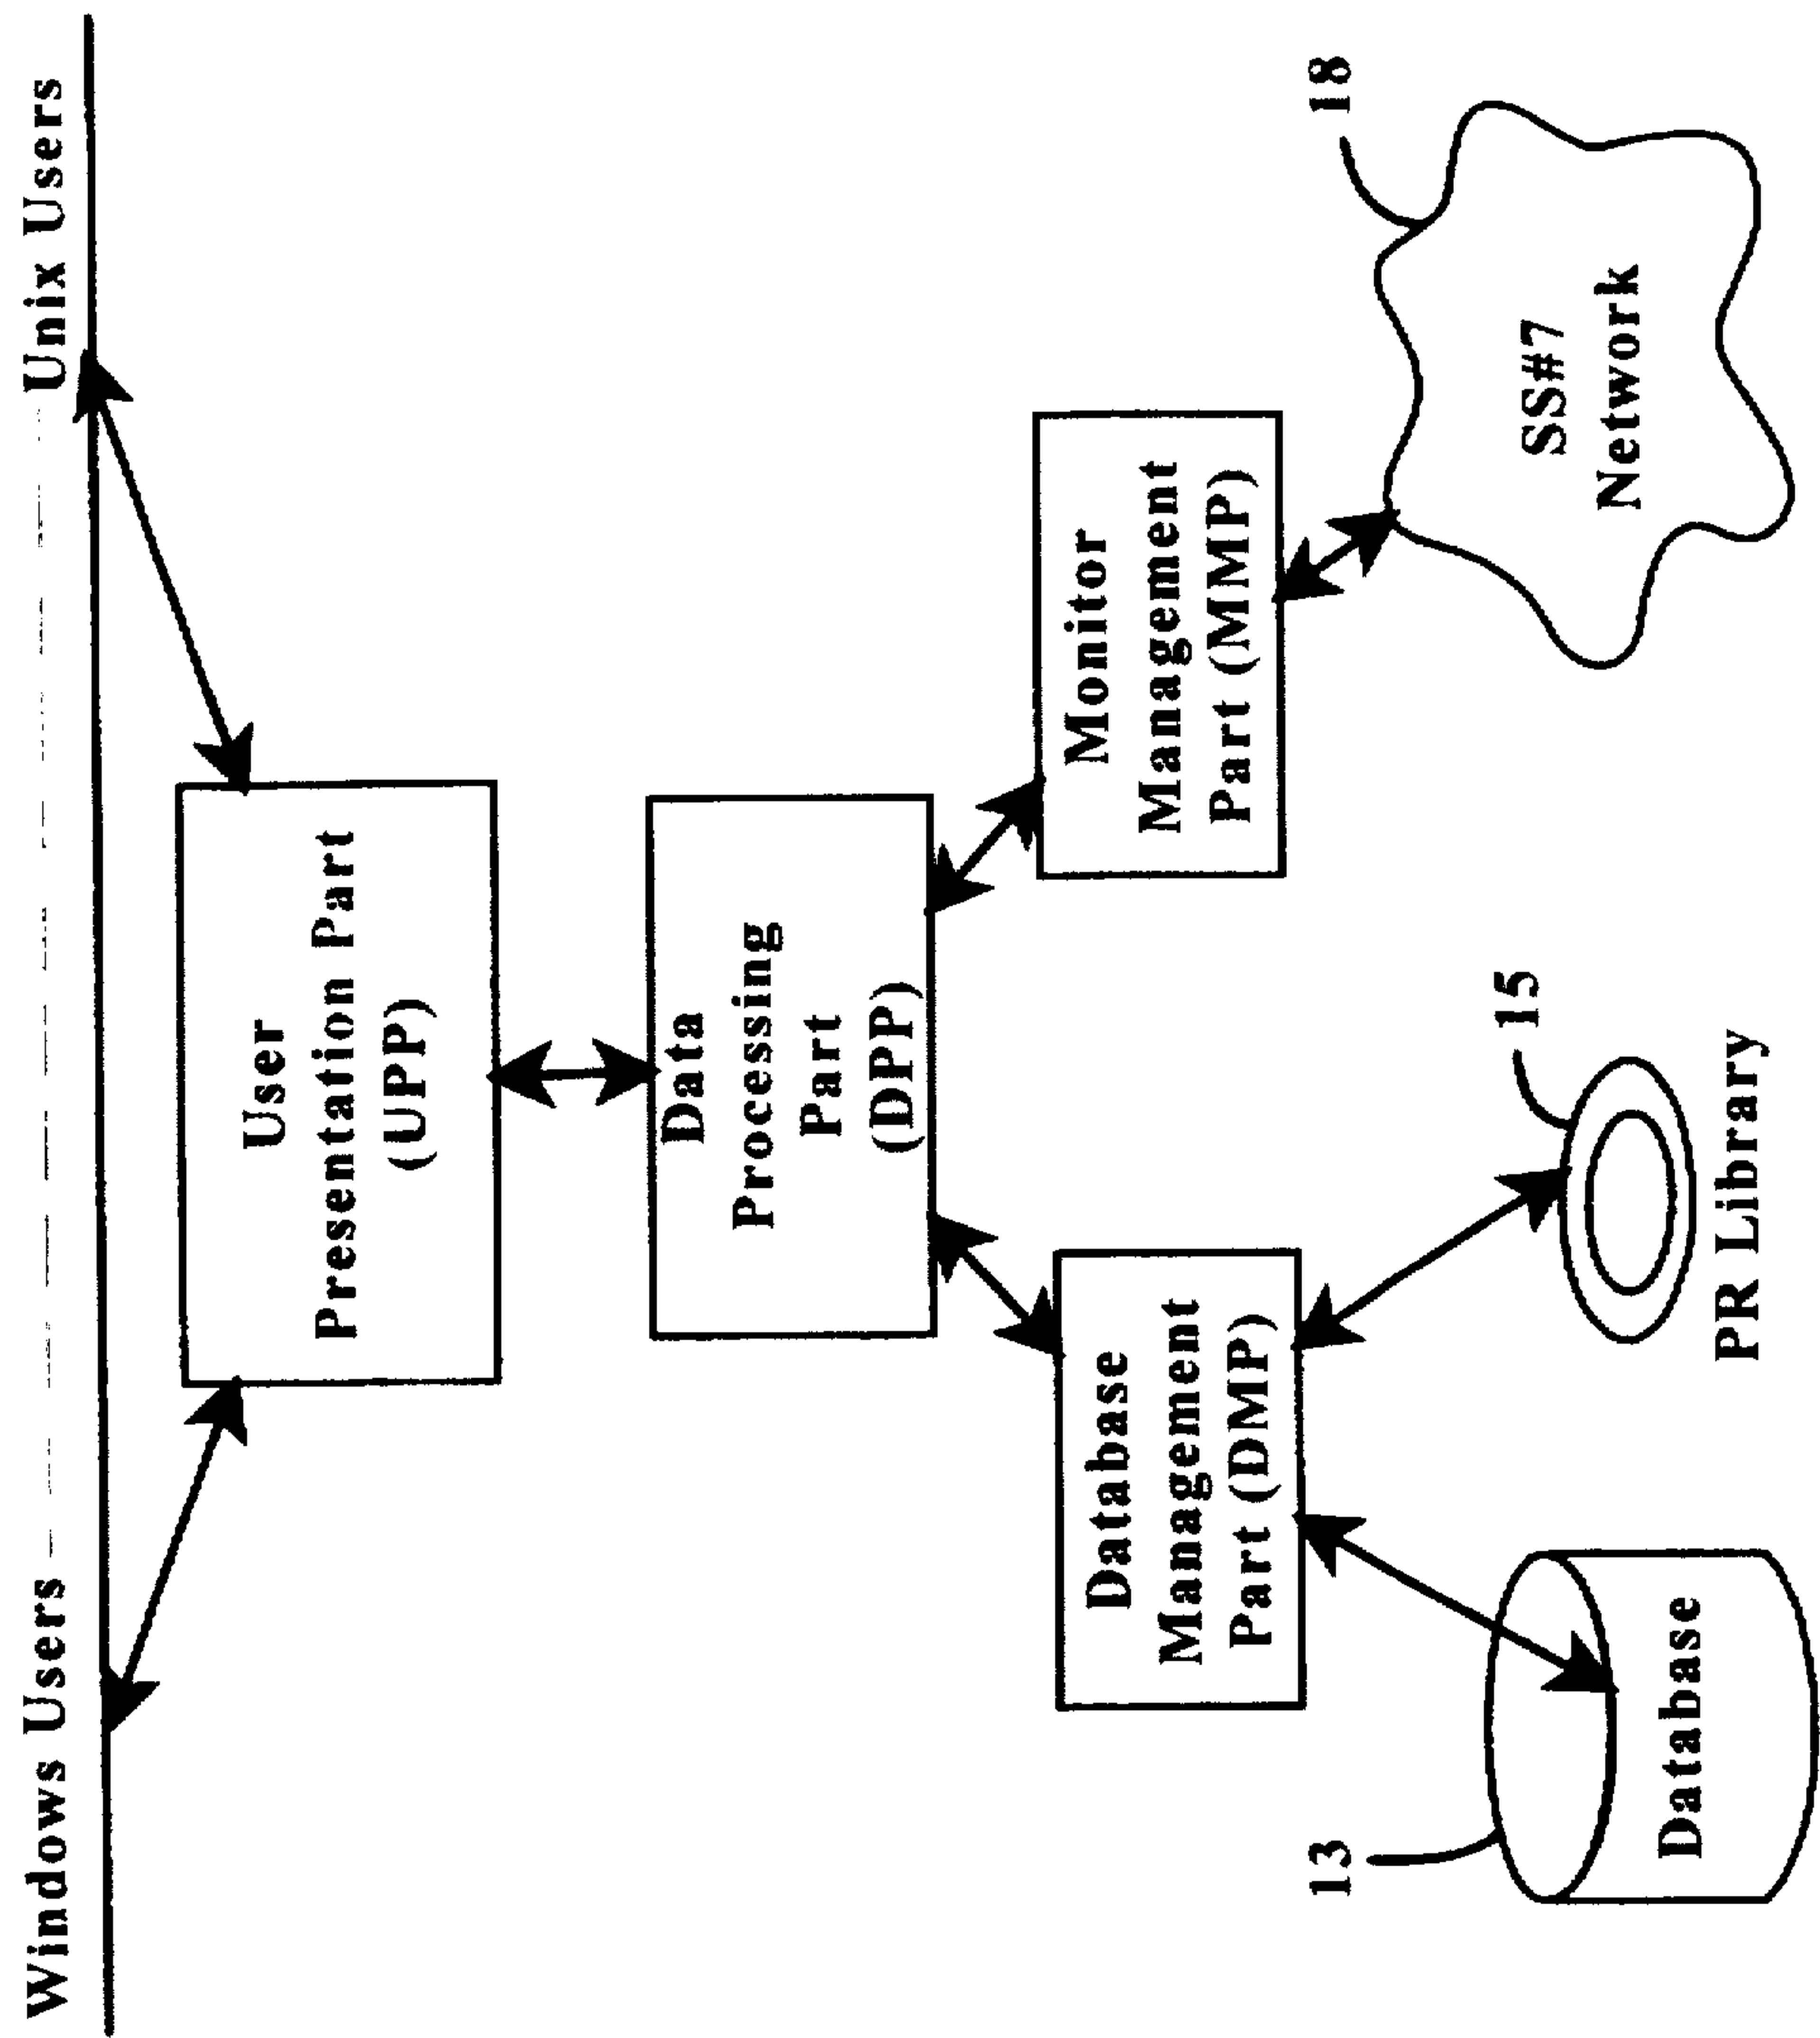 Windows Users
Unix Users
User
Presentation Part
(UPP)
Data
Processing
Part
(DPP)
Database
Management
Part (DMP)
Monitor
Management
Part (MMP)
13
Database
15
PR Library
18
SS#7
Network